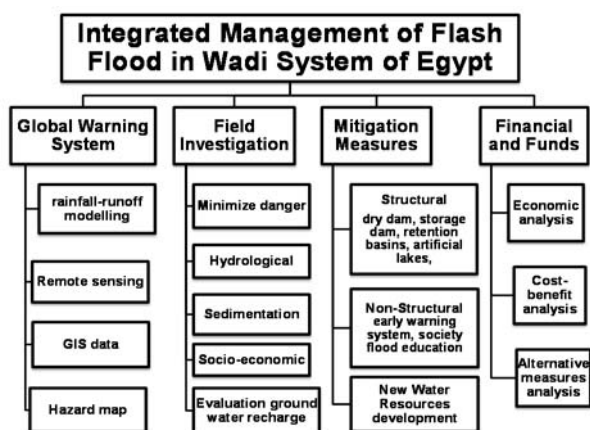 Integrated Management of Flash
Flood in Wadi System of Egypt
Global Warning
System
rainfall-runoff
modelling
Remote sensing
GIS data
Hazard map
Field
Investigation
Minimize danger
Hydrological
Sedimentation
Socio-economic
Evaluation ground
water recharge
Mitigation
Measures
Structural
dry dam, storage
dam, retention
basins, artificial
lakes,
Non-Structural
early warning
system, society
flood education
New Water
Resources
development
Financial
and Funds
Economic
analysis
Cost-
benefit
analysis
Alternative
measures
analysis